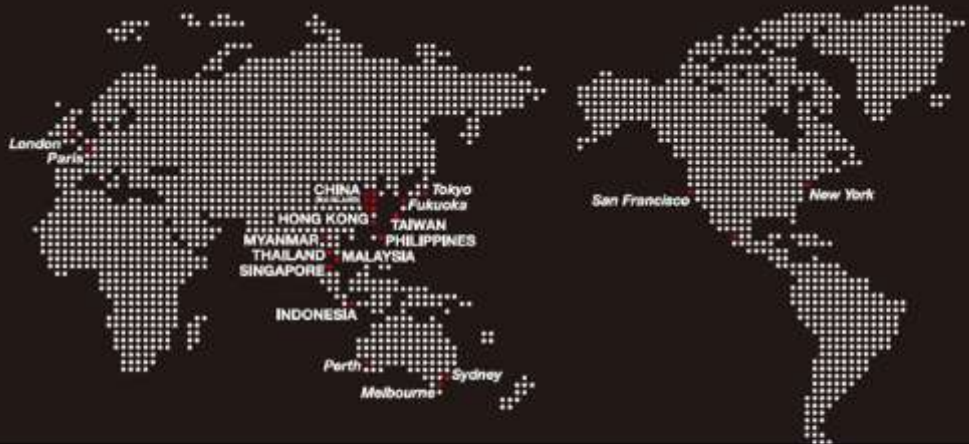 London
Paris
CHINA
Tokyo
Fukuoka
HONG KONG
TAIWAN
MYANMAR
PHILIPPINES
THAILAND
MALAYSIA
SINGAPORE
INDONESIA
Perth
Sydney
Melbourne
San Francisco
New York